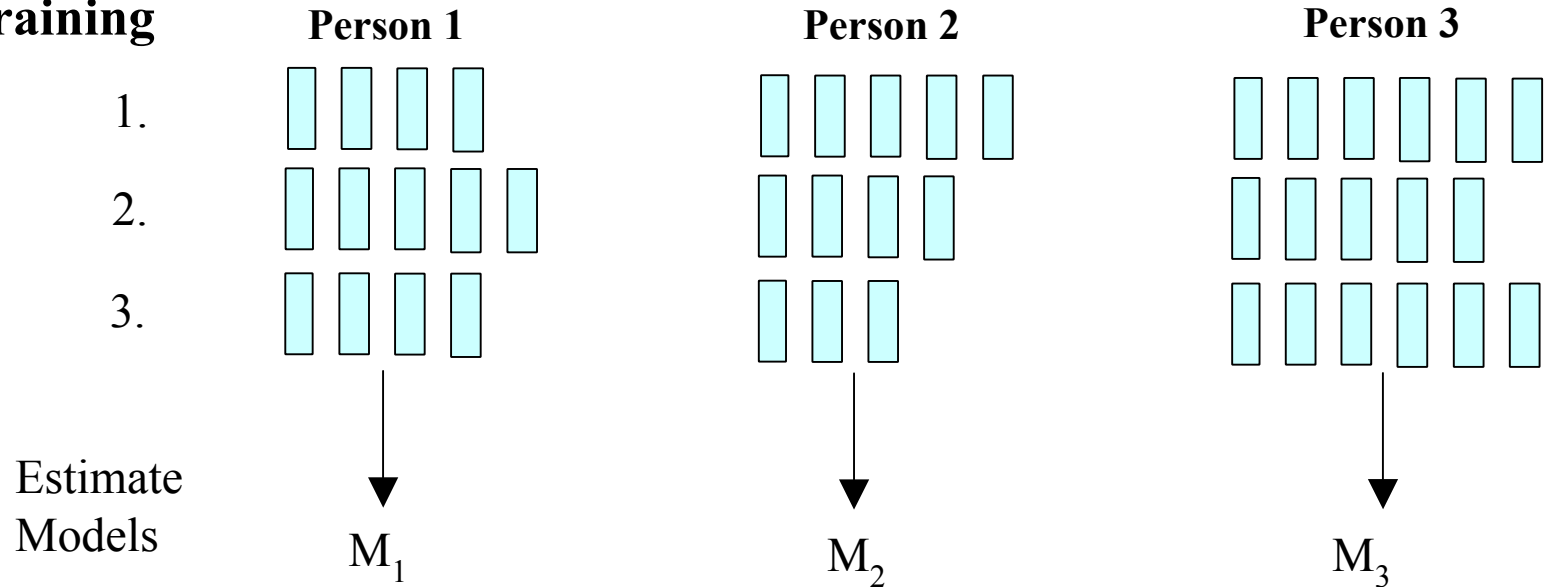 raining
Person 1
Person 2
Person 3
1.
2.
3.
Estimate
Models
M1
M2
M3